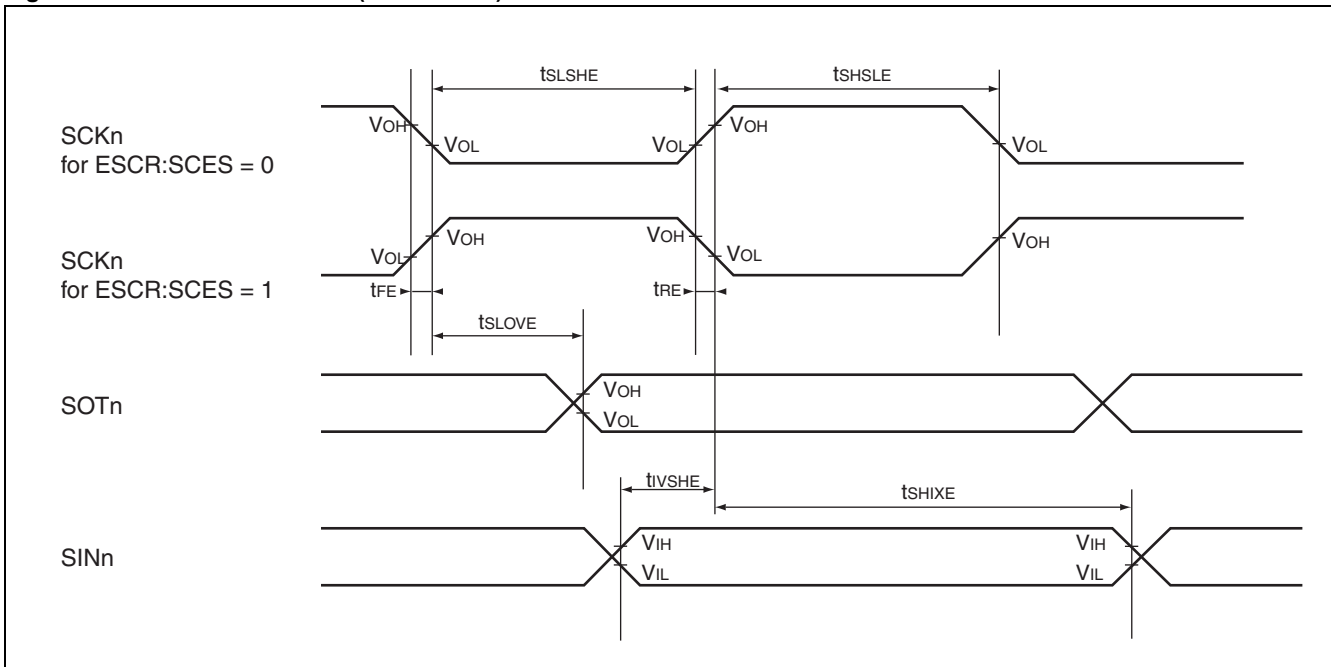 tSLSHE tSHSLE
SCKn
for ESCR:SCES = 0
VOH VOL VOL VOH VOL
SCKn
for ESCR:SCES = 1
VOL VOH VOH VOL VOH
tFE tRE
tSLOVE
SOTn
VOH
VOL
tIVSHE tSHIXE
SINn
VIH VIH
VIL VIL